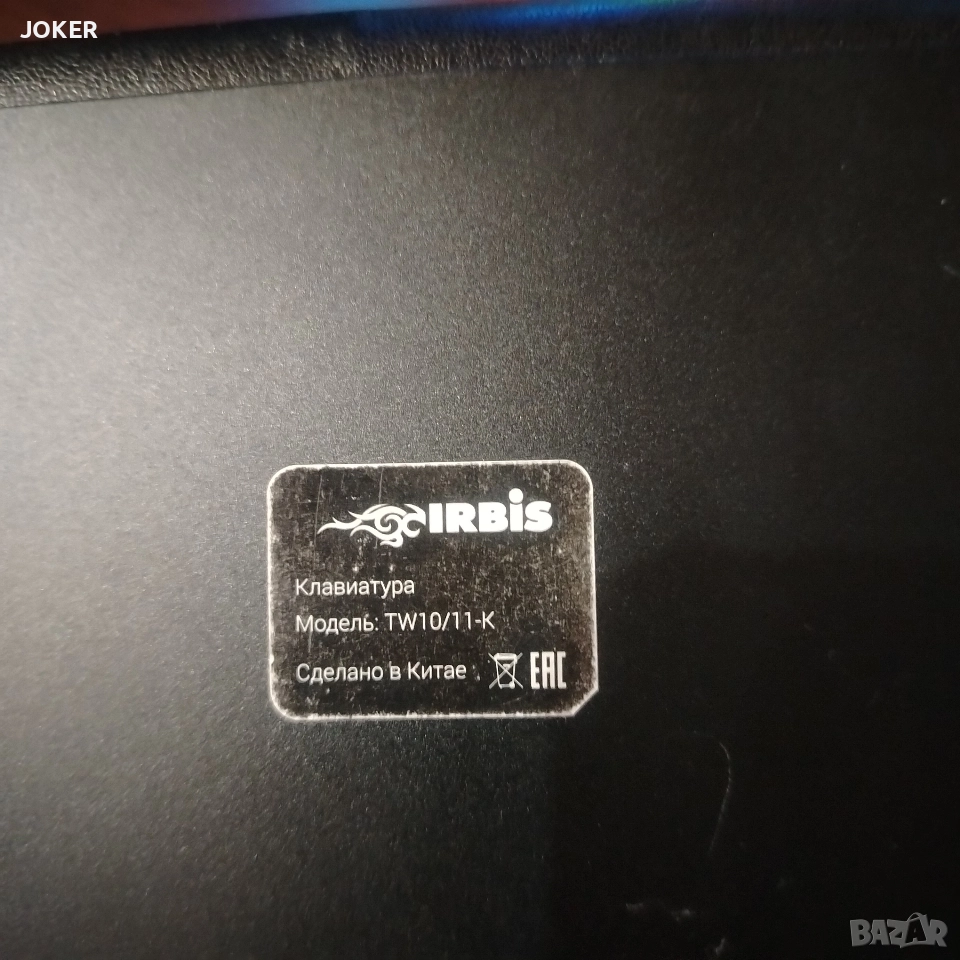 JOKER
IRBIS
Клавиатура
Модель: TW10/11-K
Сделано в Китае
EAC
BAZAR